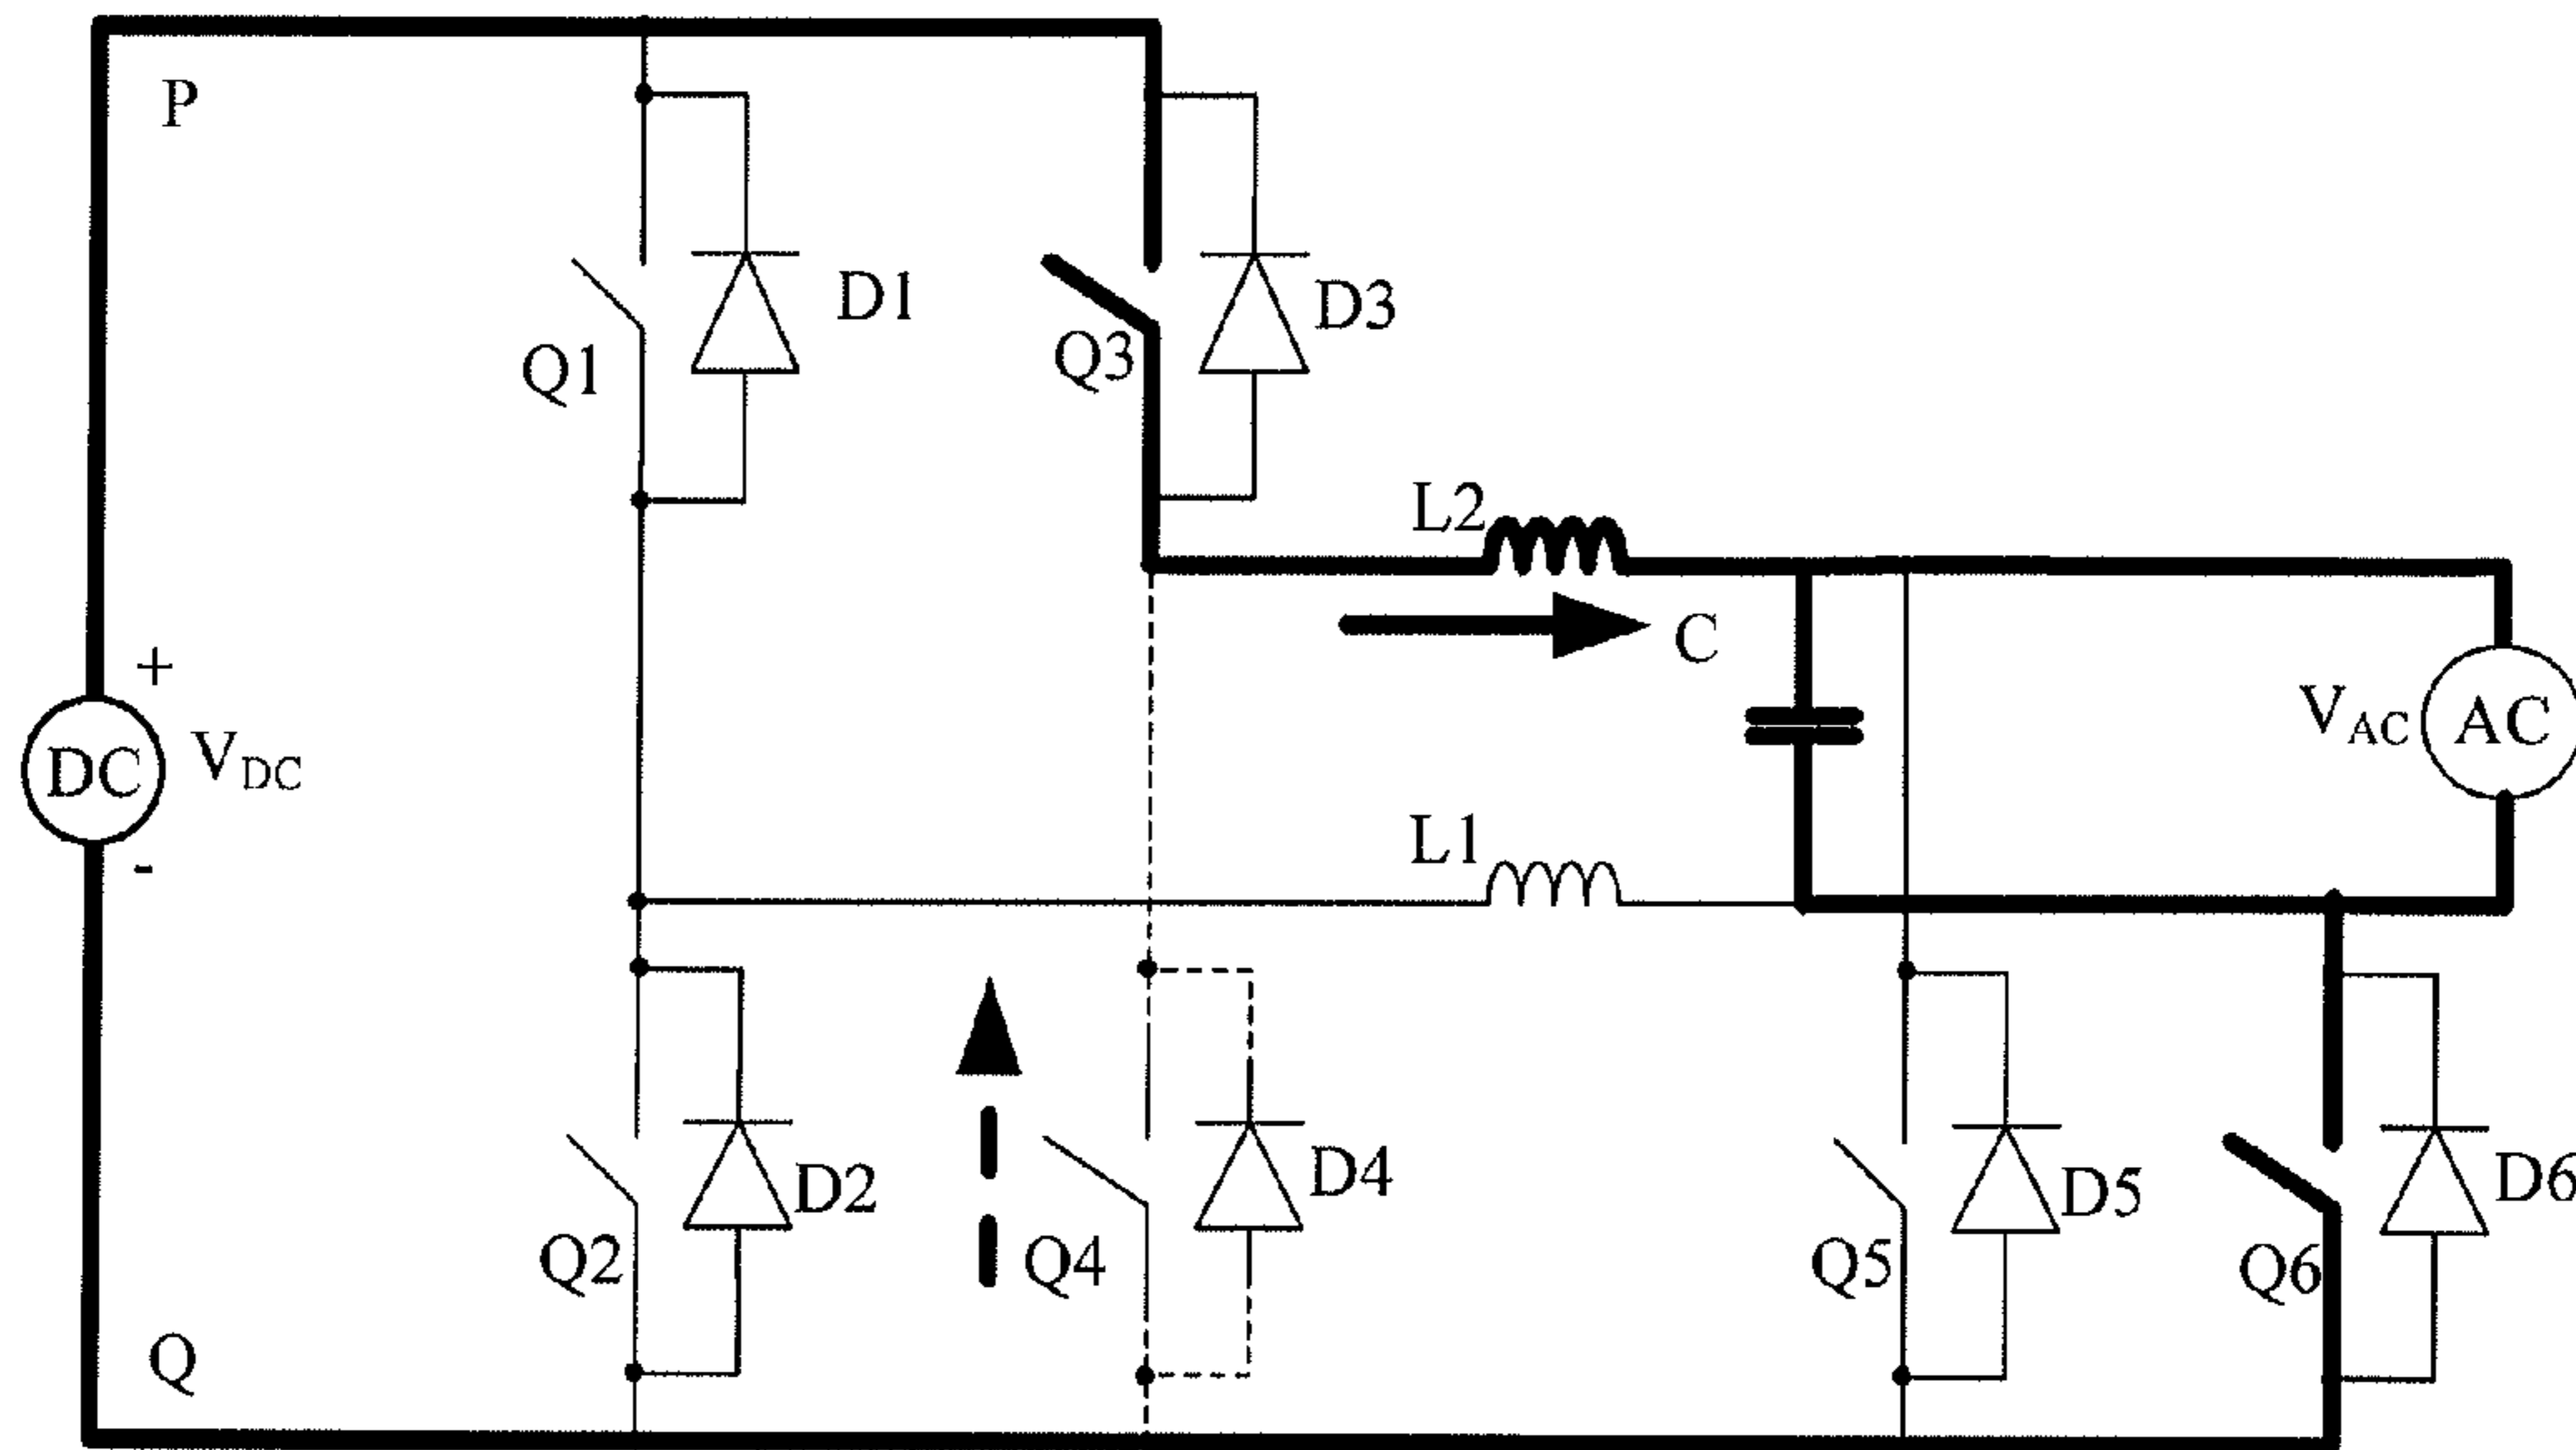 P
D1
D3
Q1
Q3
L2
C
+
DC
V_DC
-
V_AC
AC
L1
D2
D4
D5
D6
Q2
Q4
Q5
Q6
Q